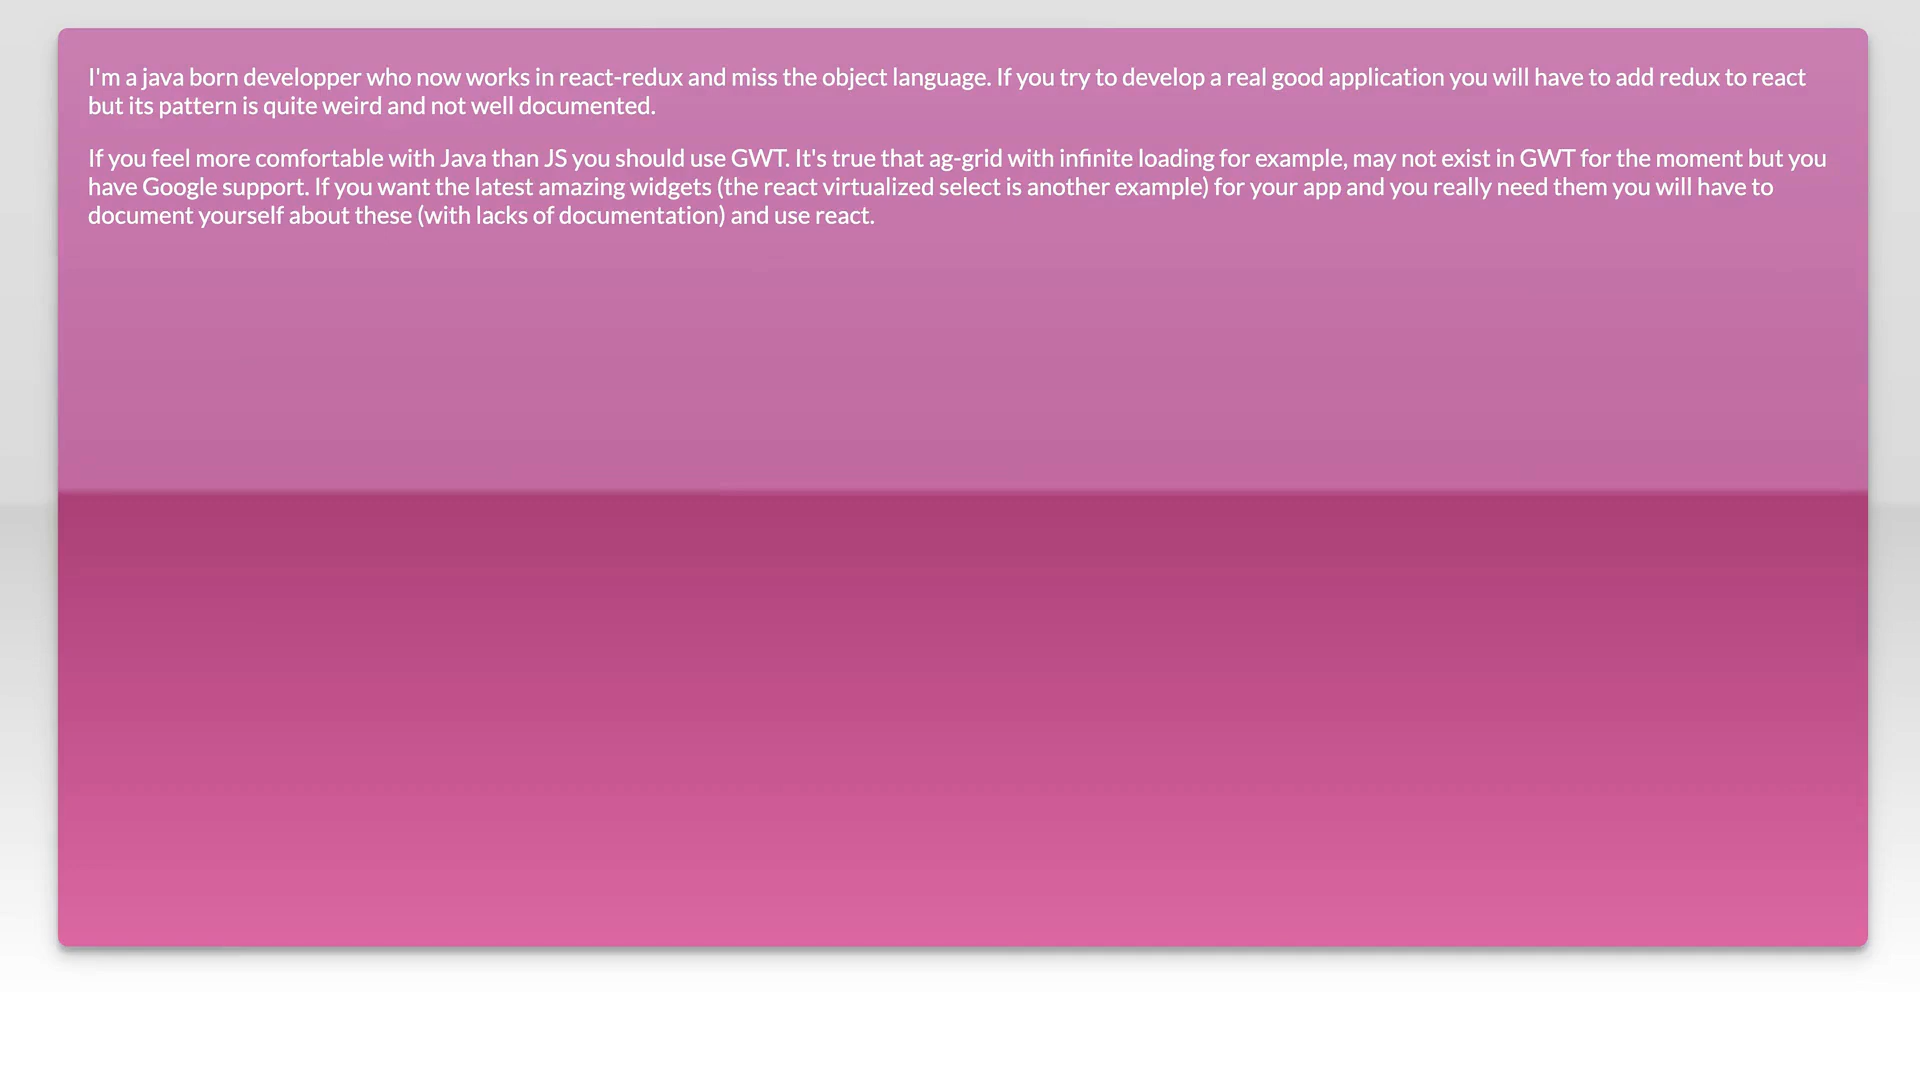 I'm a java born developper who now works in react-redux and miss the object language. If you try to develop a real good application you will have to add redux to react
but its pattern is quite weird and not well documented.
If you feel more comfortable with Java than JS you should use GWT. It's true that ag-grid with infinite loading for example, may not exist in GWT for the moment but you
have Google support. If you want the latest amazing widgets (the react virtualized select is another example) for your app and you really need them you will have to
document yourself about these (with lacks of documentation) and use react.